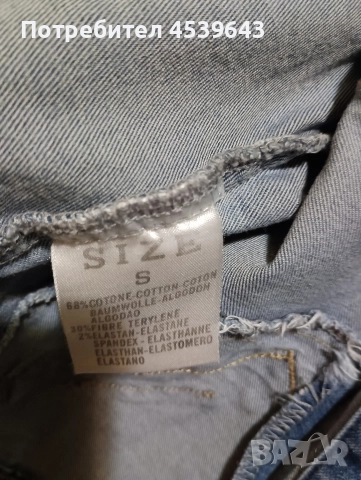 Потребител 4539643
SIZE
S
68%COTONE-COTTON-COTON
BAUMWOLLE-ALGODON
ALGODAO
30%FIBRE TERYLENE
2%ELASTAN-ELASTANE
SPANDEX-ELASTHANNE
ELASTHAN-ELASTOMERO
ELASTANO
BAZAR